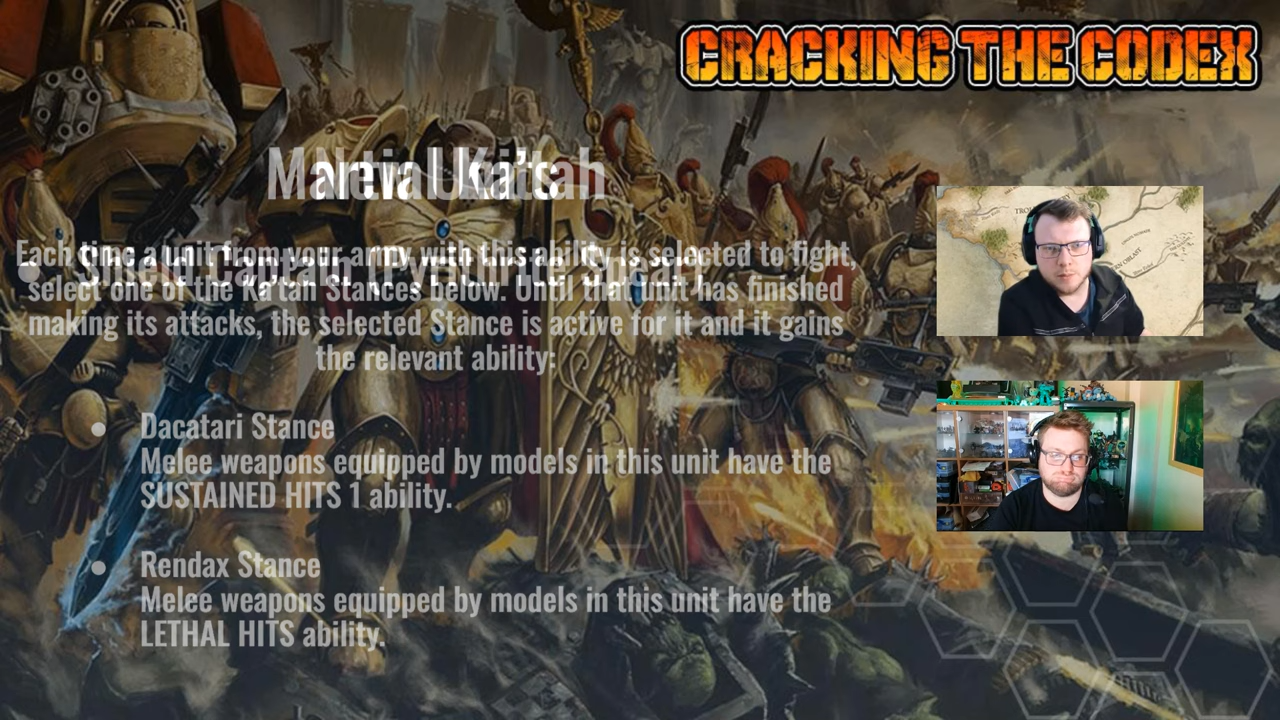 CRACKING THE CODEX
Martial Ka'tah
Each time a unit from your army with this ability is selected to fight,
select one of the Ka'tah Stances below. Until that unit has finished
making its attacks, the selected Stance is active for it and it gains
the relevant ability:
Dacatari Stance
Melee weapons equipped by models in this unit have the
SUSTAINED HITS 1 ability.
Rendax Stance
Melee weapons equipped by models in this unit have the
LETHAL HITS ability.